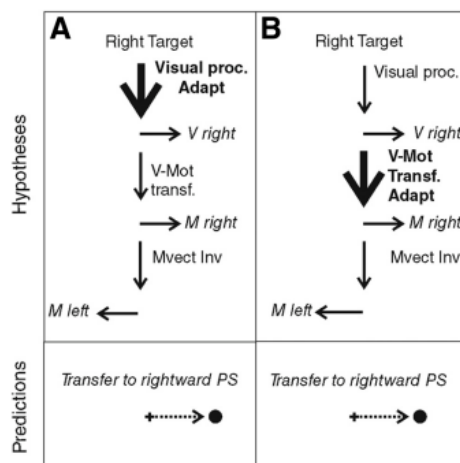 A
Right Target
Visual proc.
Adapt
V right
V-Mot
transf.
M right
Mvect Inv
M left
B
Right Target
Visual proc.
V right
V-Mot
Transf.
Adapt
M right
Mvect Inv
M left
Hypotheses
Transfer to rightward PS
Transfer to rightward PS
Predictions